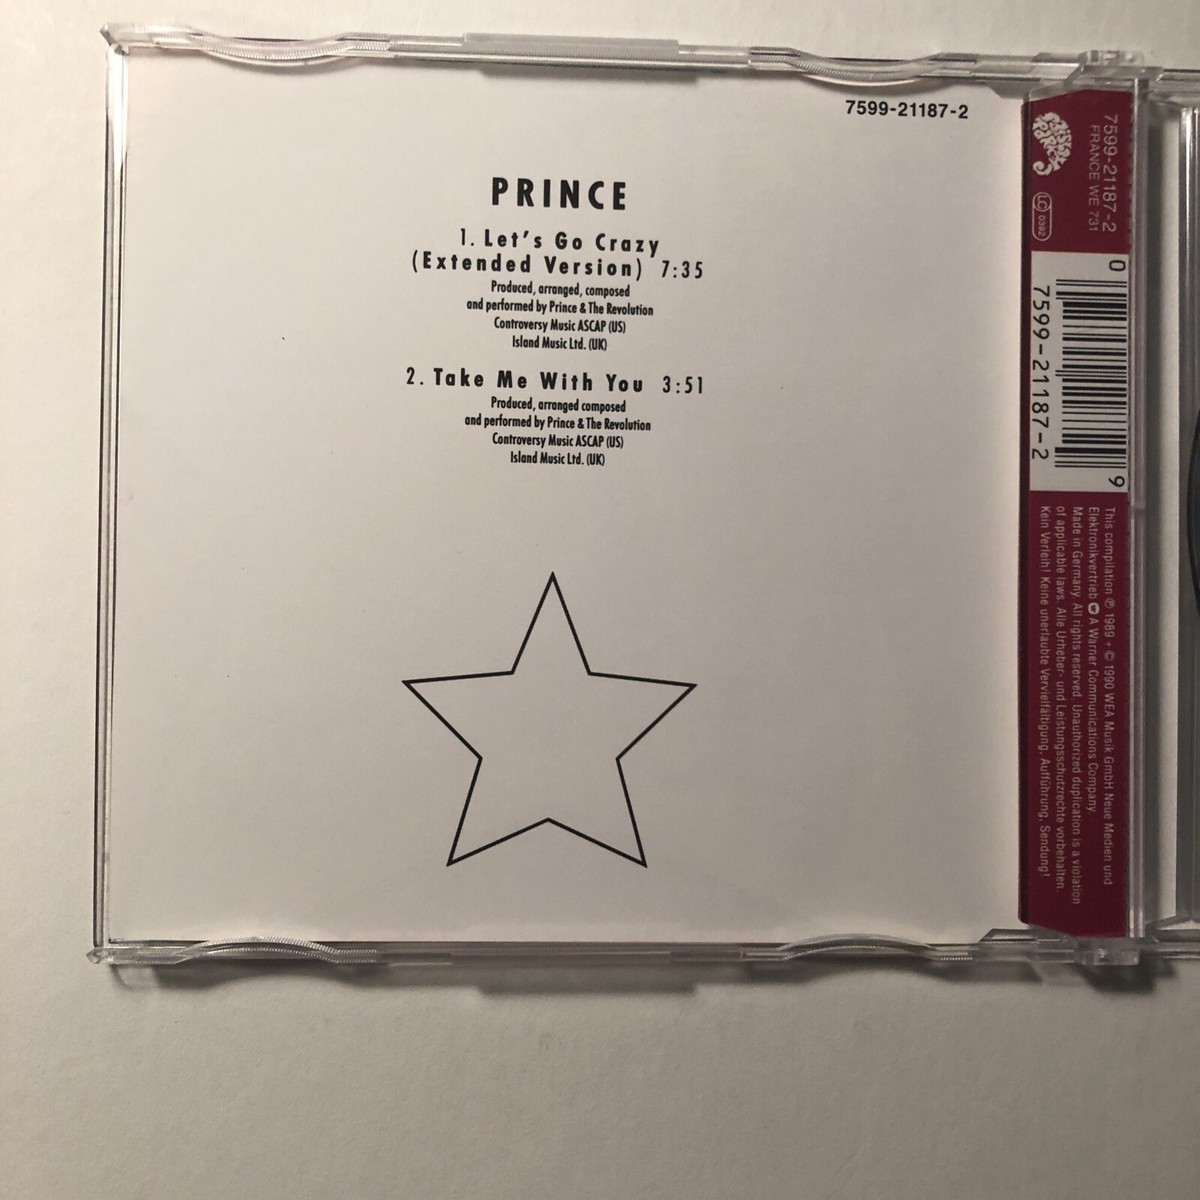 7599-21187-2
PRINCE
1. Let's Go Crazy
(Extended Version) 7:35
Produced, arranged, composed
and performed by Prince & The Revolution
Controversy Music ASCAP (US)
Island Music Ltd. (UK)
2. Take Me With You 3:51
Produced, arranged composed
and performed by Prince & The Revolution
Controversy Music ASCAP (US)
Island Music Ltd. (UK)
7599-21187-2
FRANCE WE 731
PAISLEY PARK
LC 0392
0 9
7599-21187-2
This compilation ℗ 1989 + © 1990 WEA Musik GmbH Neue Medien und
Elektronikvertrieb A Warner Communications Company.
Made in Germany. All rights reserved. Unauthorized duplication is a violation
of applicable laws. Alle Urheber- und Leistungsschutzrechte vorbehalten.
Kein Verleih! Keine unerlaubte Vervielfältigung, Aufführung, Sendung!